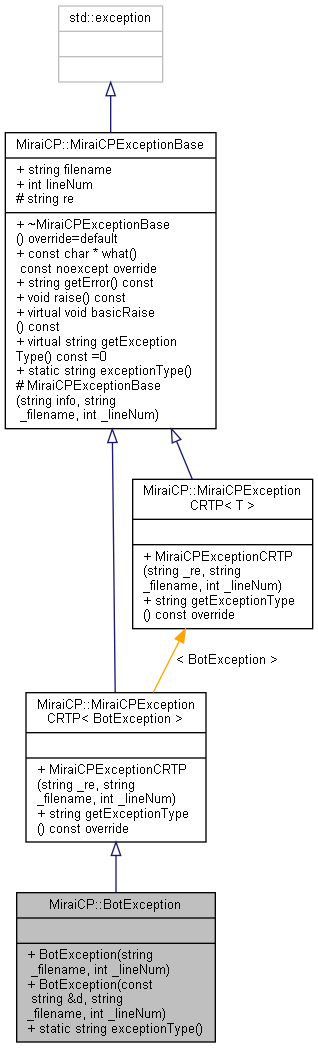 std::exception
MiraiCP::MiraiCPExceptionBase
+ string filename
+ int lineNum
# string re
+ ~MiraiCPExceptionBase
() override=default
+ const char * what()
const noexcept override
+ string getError() const
+ void raise() const
+ virtual void basicRaise
() const
+ virtual string getException
Type() const =0
+ static string exceptionType()
# MiraiCPExceptionBase
(string info, string
_filename, int _lineNum)
MiraiCP::MiraiCPException
CRTP< T >
+ MiraiCPExceptionCRTP
(string _re, string
_filename, int _lineNum)
+ string getExceptionType
() const override
< BotException >
MiraiCP::MiraiCPException
CRTP< BotException >
+ MiraiCPExceptionCRTP
(string _re, string
_filename, int _lineNum)
+ string getExceptionType
() const override
MiraiCP::BotException
+ BotException(string
_filename, int _lineNum)
+ BotException(const
string &d, string
_filename, int _lineNum)
+ static string exceptionType()